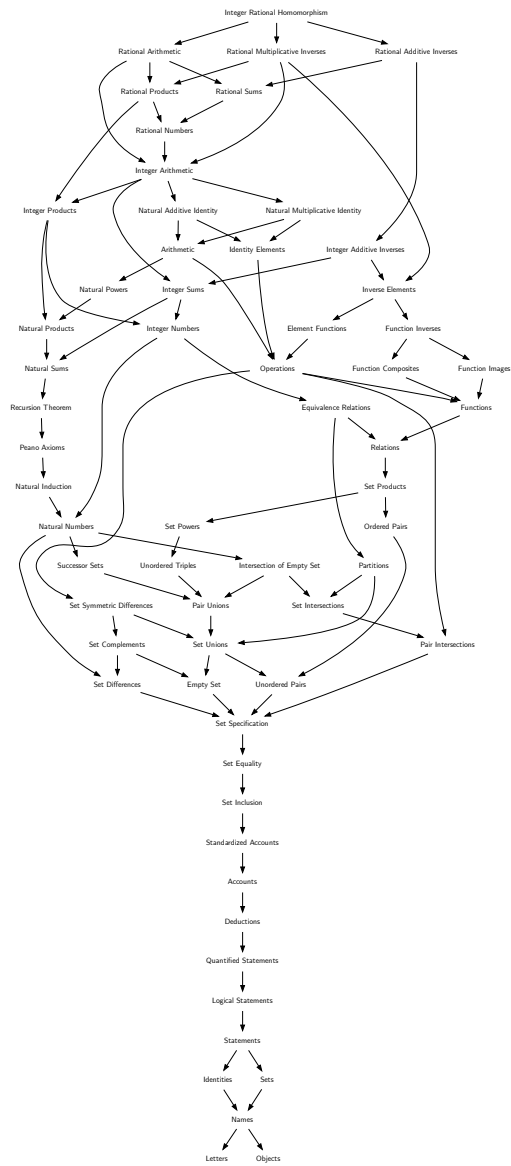 Integer Rational Homomorphism
Rational Arithmetic
Rational Multiplicative Inverses
Rational Additive Inverses
Rational Products
Rational Sums
Rational Numbers
Integer Arithmetic
Integer Products
Natural Additive Identity
Natural Multiplicative Identity
Arithmetic
Identity Elements
Integer Additive Inverses
Natural Powers
Integer Sums
Inverse Elements
Natural Products
Integer Numbers
Element Functions
Function Inverses
Natural Sums
Operations
Function Composites
Function Images
Recursion Theorem
Equivalence Relations
Functions
Peano Axioms
Relations
Natural Induction
Set Products
Natural Numbers
Set Powers
Ordered Pairs
Successor Sets
Unordered Triples
Intersection of Empty Set
Partitions
Set Symmetric Differences
Pair Unions
Set Intersections
Set Complements
Set Unions
Pair Intersections
Set Differences
Empty Set
Unordered Pairs
Set Specification
Set Equality
Set Inclusion
Standardized Accounts
Accounts
Deductions
Quantified Statements
Logical Statements
Statements
Identities
Sets
Names
Letters
Objects